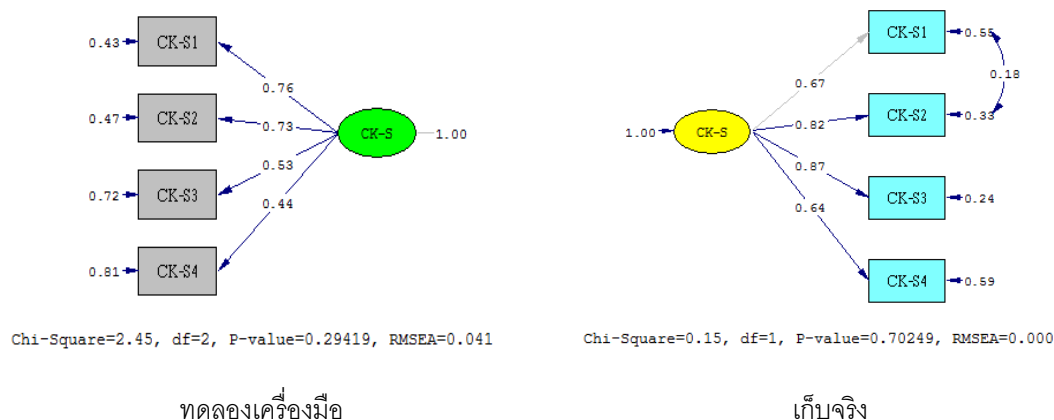 0.43 CK-S1 0.76
0.47 CK-S2 0.73 CK-S 1.00
0.53
0.72 CK-S3
0.44
0.81 CK-S4
Chi-Square=2.45, df=2, P-value=0.29419, RMSEA=0.041
ทดลองเครื่องมือ
CK-S1 0.55
0.67 0.18
1.00 CK-S 0.82 CK-S2 0.33
0.87
CK-S3 0.24
0.64
CK-S4 0.59
Chi-Square=0.15, df=1, P-value=0.70249, RMSEA=0.000
เก็บจริง